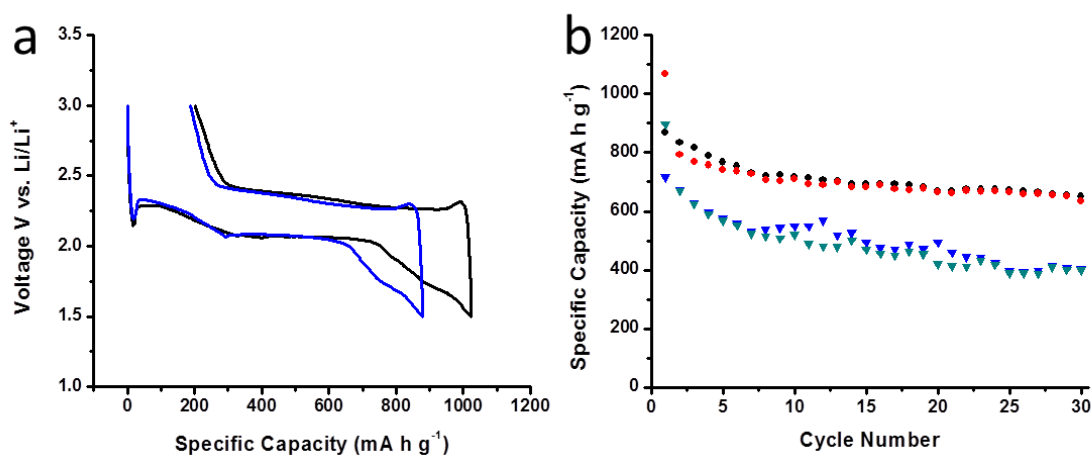 a
3.5
3.0
2.5
2.0
1.5
1.0
Voltage V vs. Li/Li⁺
0 200 400 600 800 1000 1200
Specific Capacity (mA h g⁻¹)
b
1200
1000
800
600
400
200
0
Specific Capacity (mA h g⁻¹)
0 5 10 15 20 25 30
Cycle Number